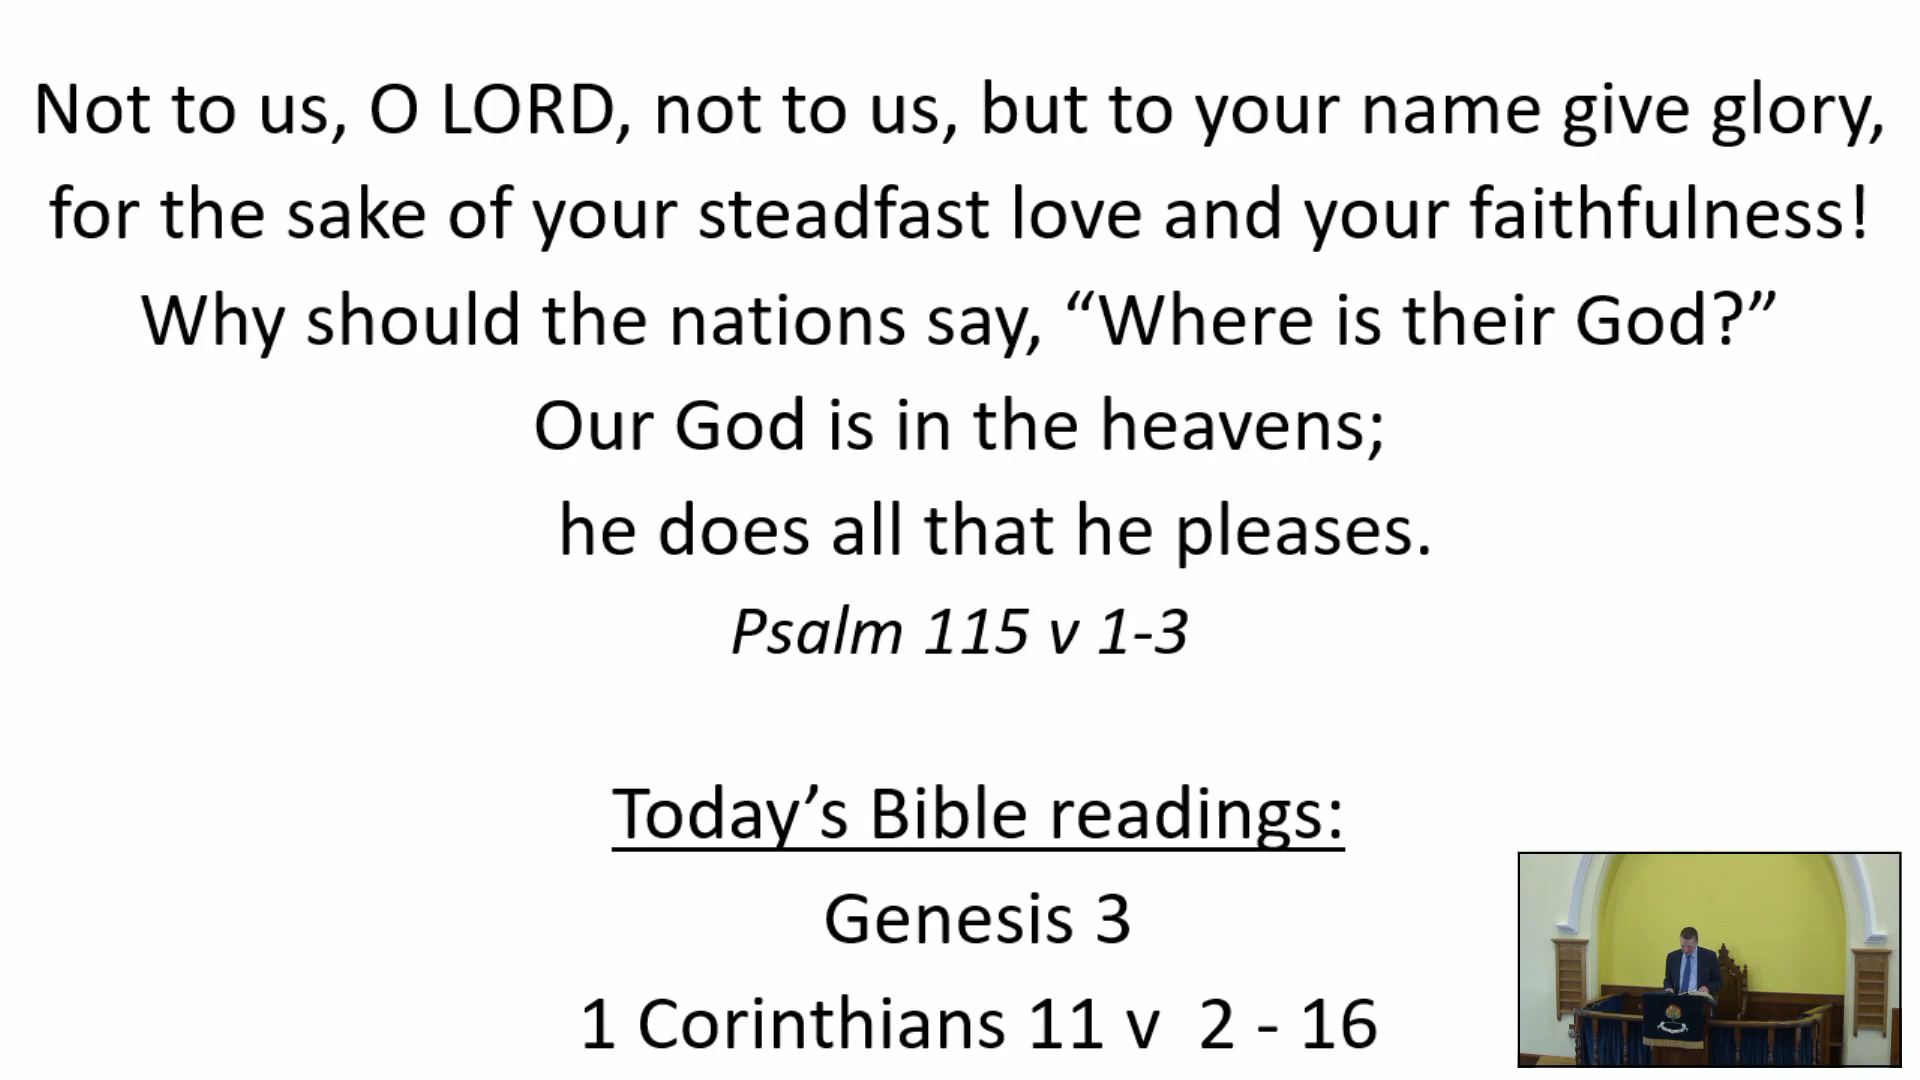 Not to us, O LORD, not to us, but to your name give glory,
for the sake of your steadfast love and your faithfulness!
Why should the nations say, “Where is their God?”
Our God is in the heavens;
he does all that he pleases.
Psalm 115 v 1-3
Today’s Bible readings:
Genesis 3
1 Corinthians 11 v  2 - 16